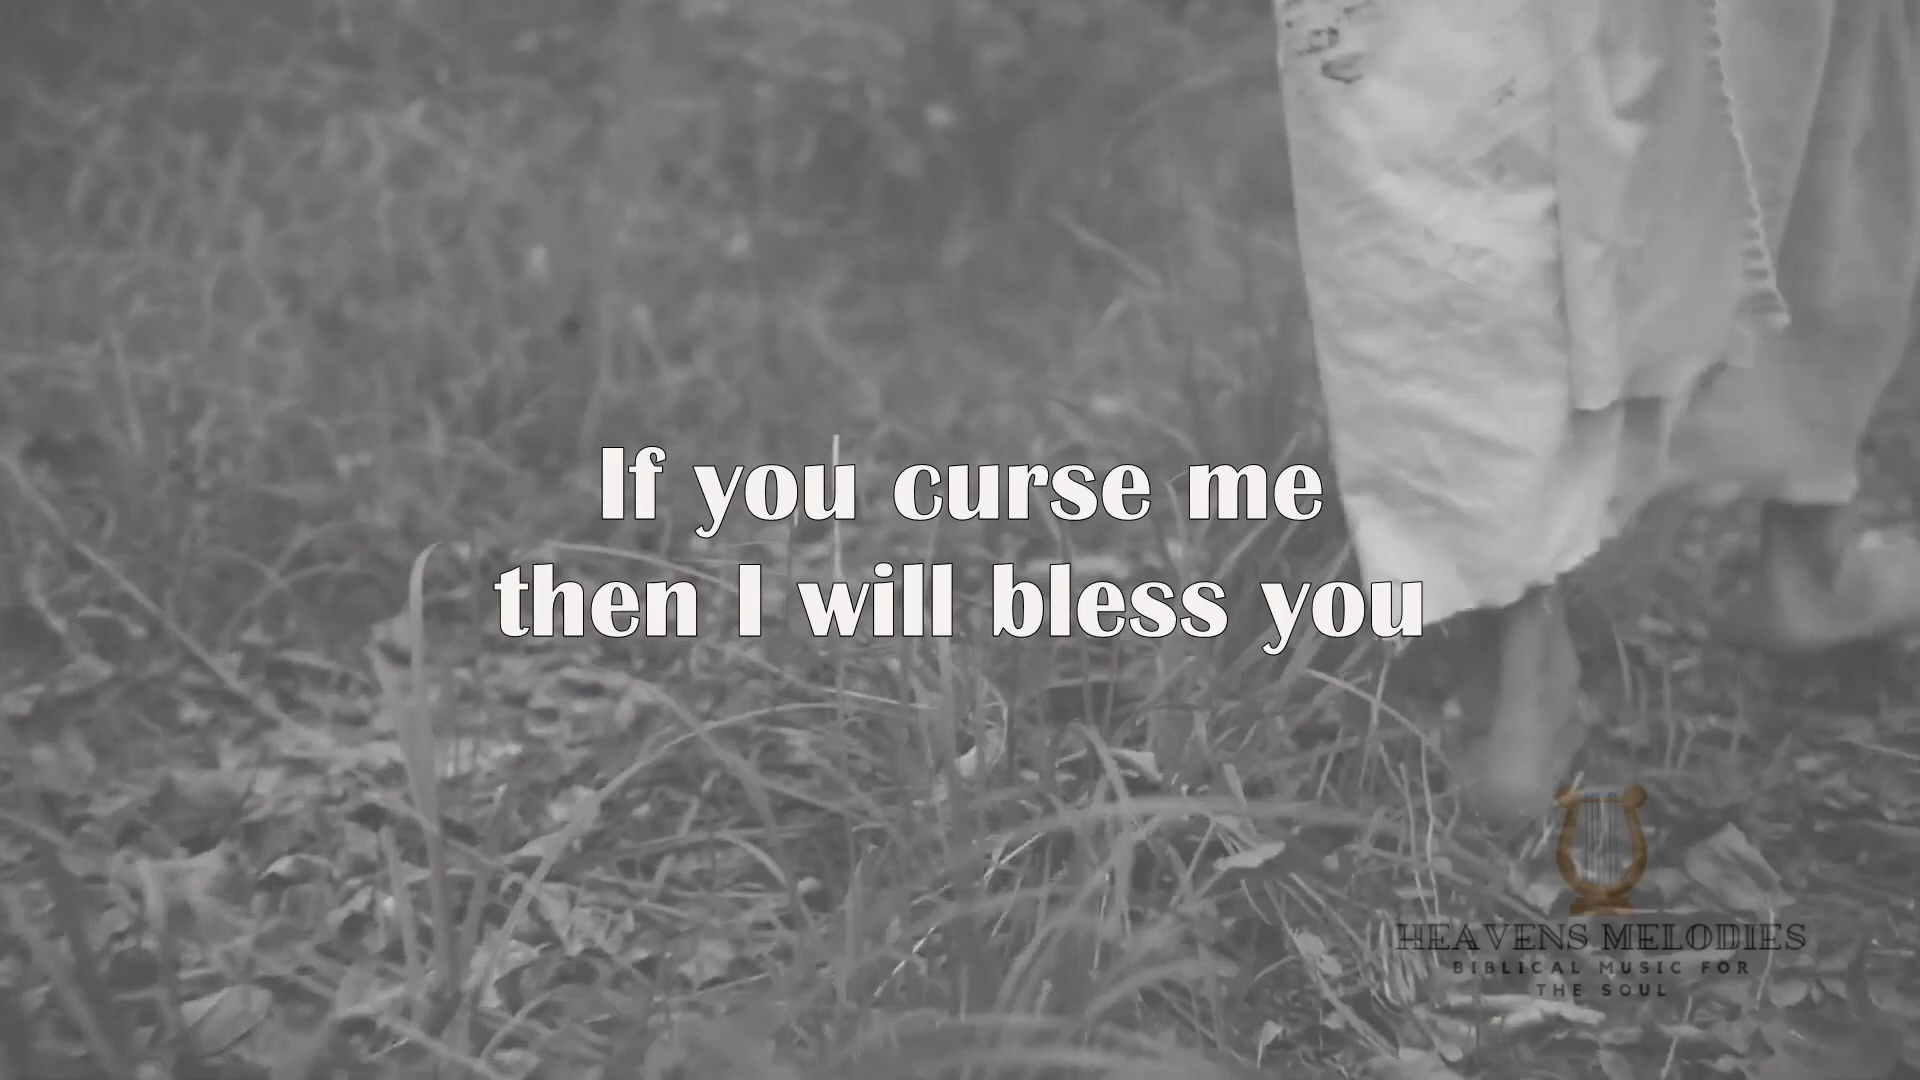 If you curse me
then I will bless you
HEAVENS MELODIES
BIBLICAL MUSIC FOR
THE SOUL